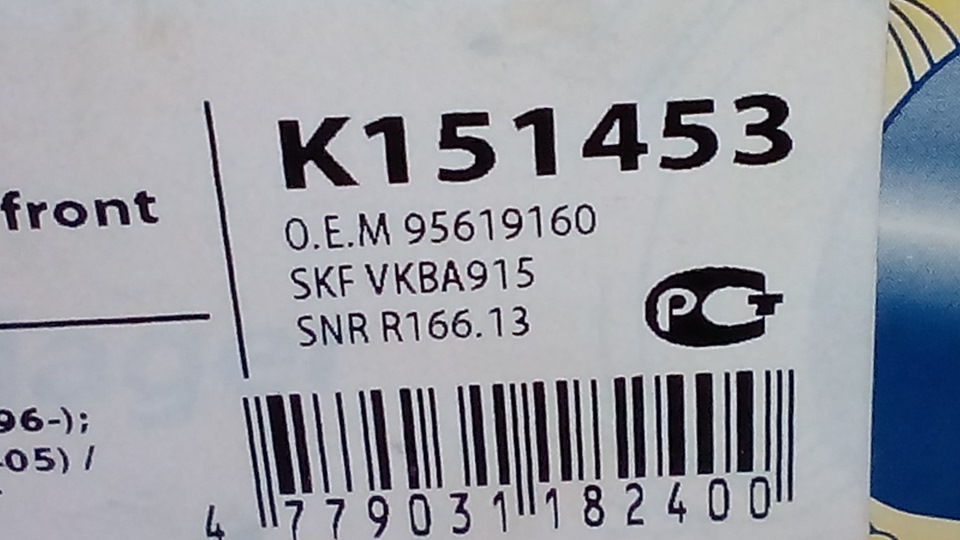 front
K151453
O.E.M 95619160
SKF VKBA915
SNR R166.13
РСТ
96-);
-05) /
4 779031 182400